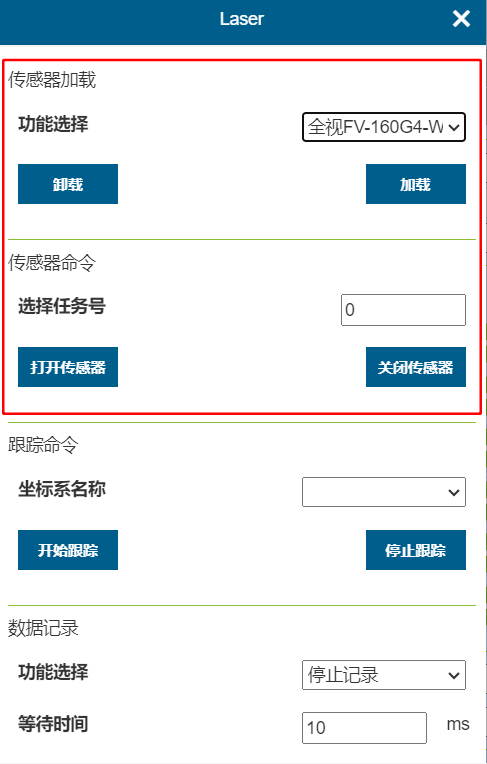 Laser
传感器加载
功能选择
全视FV-160G4-W
卸载
加载
传感器命令
选择任务号
0
打开传感器
关闭传感器
跟踪命令
坐标系名称
开始跟踪
停止跟踪
数据记录
功能选择
停止记录
等待时间
10
ms